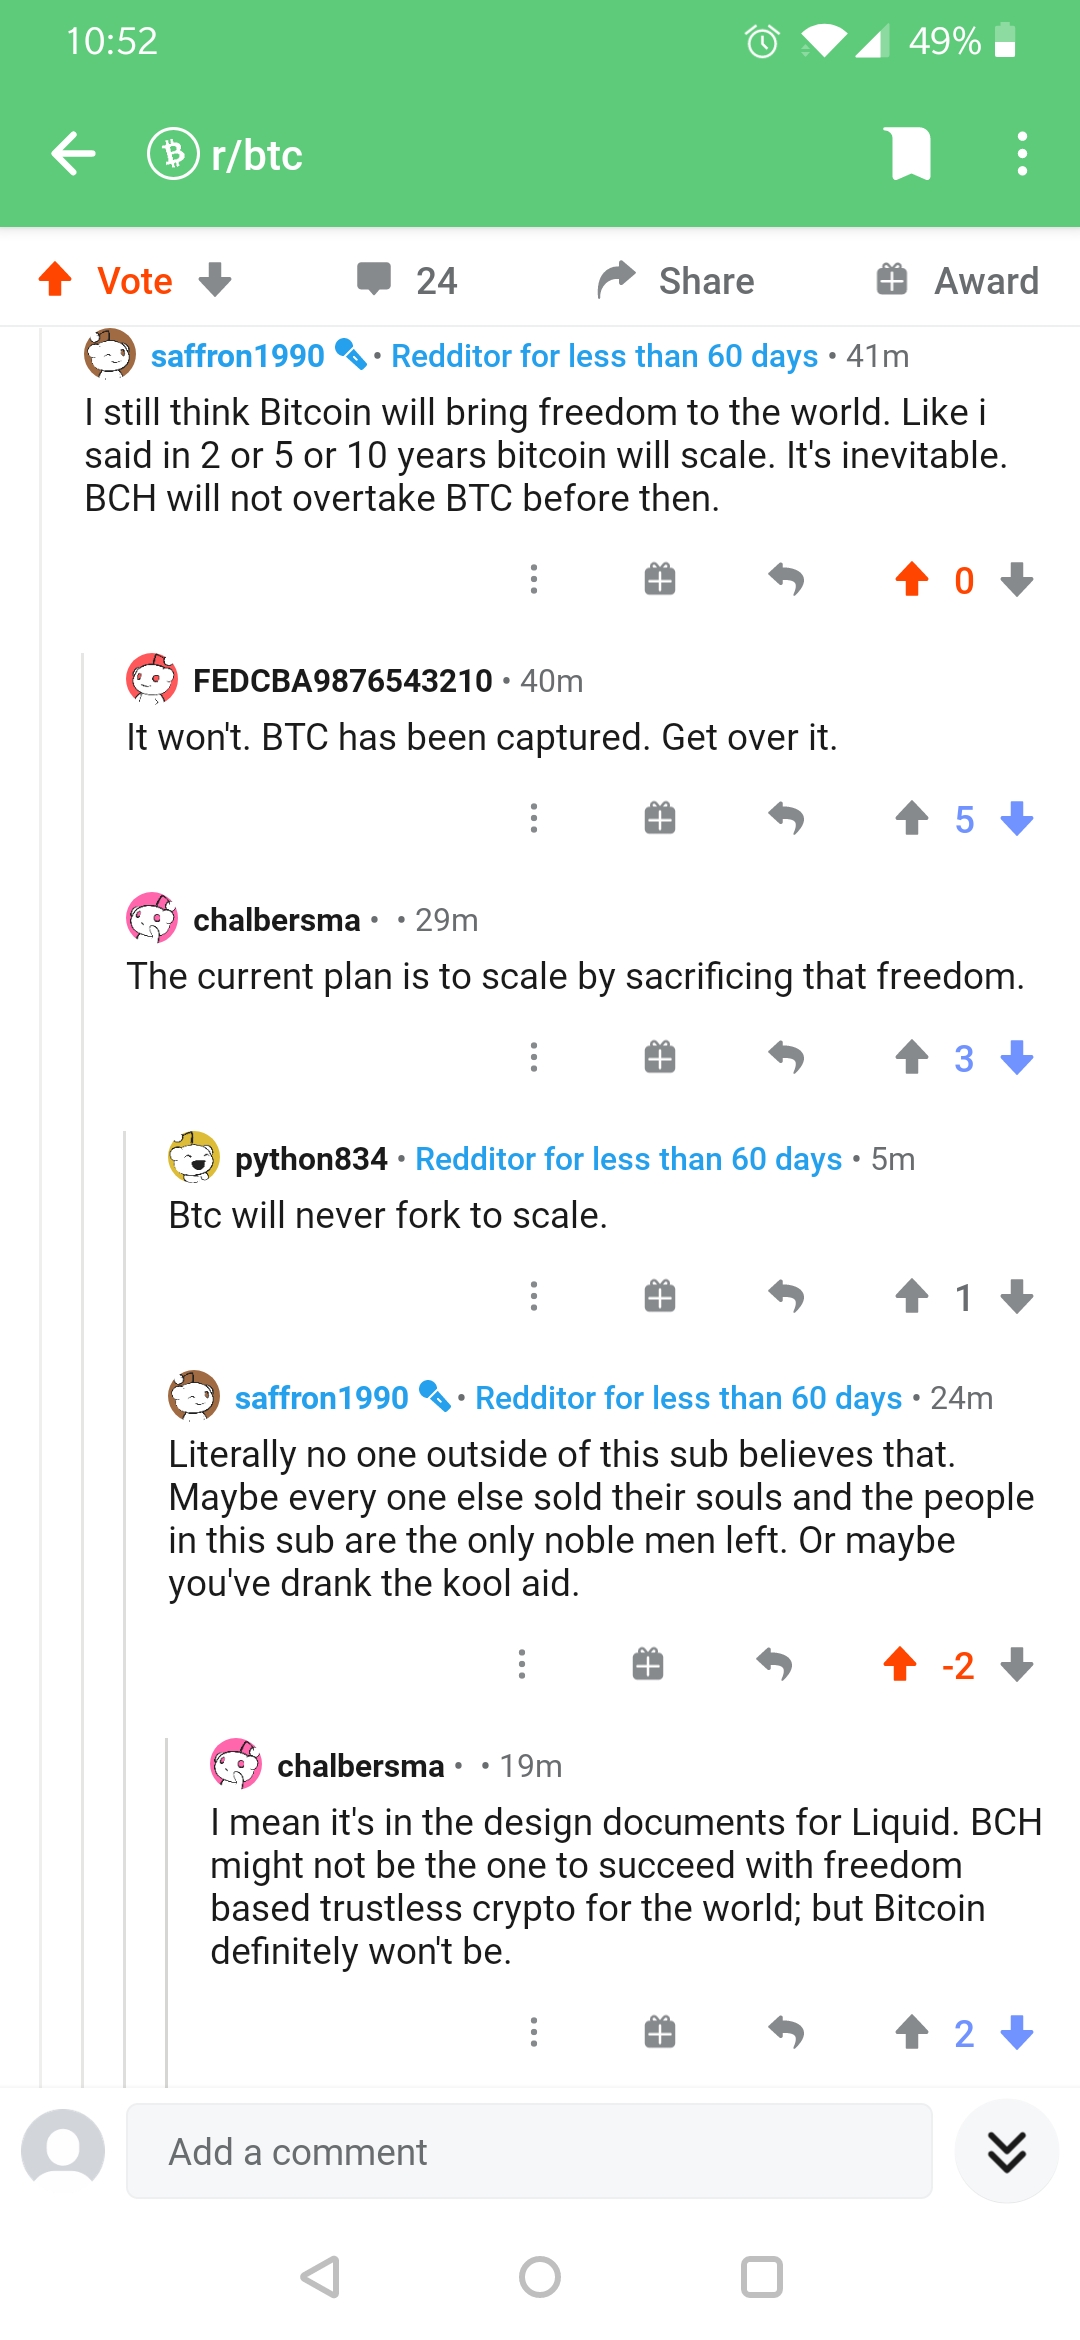 10:52
49%
r/btc
Vote
24
Share
Award
saffron1990 • Redditor for less than 60 days • 41m
I still think Bitcoin will bring freedom to the world. Like i
said in 2 or 5 or 10 years bitcoin will scale. It's inevitable.
BCH will not overtake BTC before then.
0
FEDCBA9876543210 • 40m
It won't. BTC has been captured. Get over it.
5
chalbersma • • 29m
The current plan is to scale by sacrificing that freedom.
3
python834 • Redditor for less than 60 days • 5m
Btc will never fork to scale.
1
saffron1990 • Redditor for less than 60 days • 24m
Literally no one outside of this sub believes that.
Maybe every one else sold their souls and the people
in this sub are the only noble men left. Or maybe
you've drank the kool aid.
-2
chalbersma • • 19m
I mean it's in the design documents for Liquid. BCH
might not be the one to succeed with freedom
based trustless crypto for the world; but Bitcoin
definitely won't be.
2
Add a comment